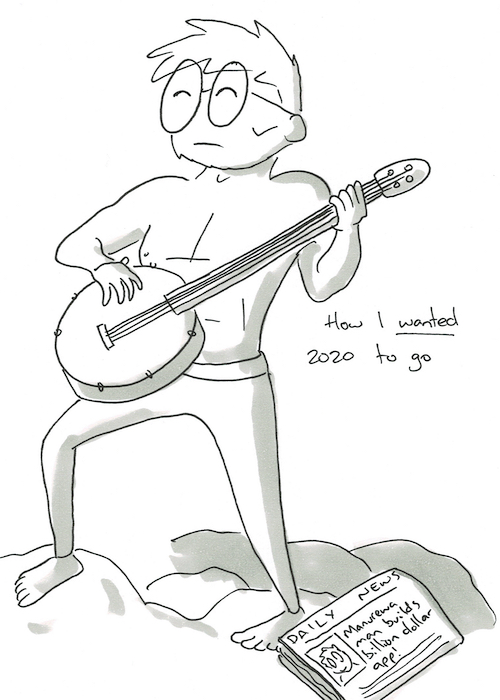 How I wanted
2020 to go
DAILY NEWS
Manurewa
man builds
billion dollar
app!